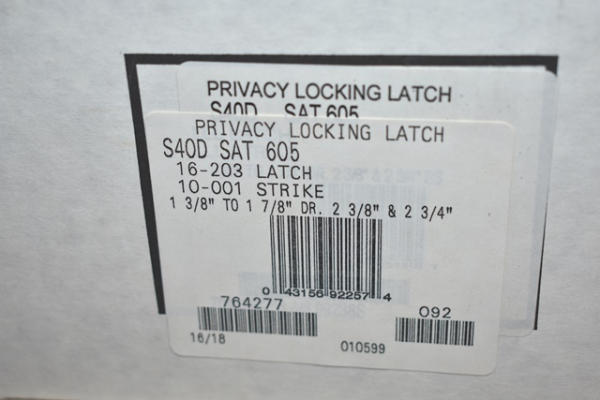 PRIVACY LOCKING LATCH
S40D SAT 605
PRIVACY LOCKING LATCH
S40D SAT 605
16-203 LATCH
10-001 STRIKE
1 3/8" TO 1 7/8" DR. 2 3/8" & 2 3/4"
0 43156 92257 4
764277
092
16/18
010599